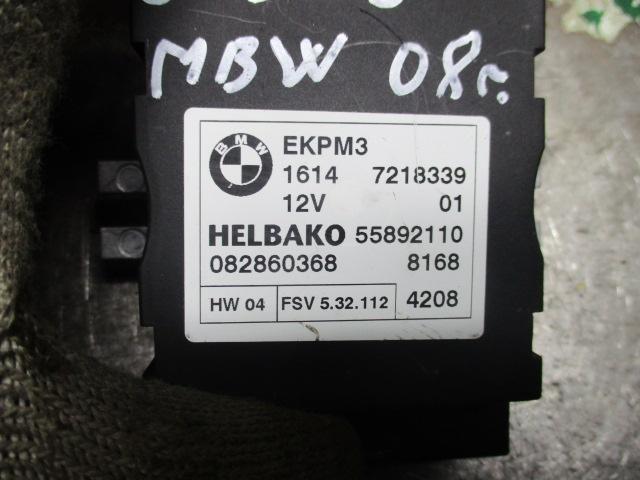 MBW 08г.
BMW
EKPM3
1614 7218339
12V 01
HELBAKO 55892110
082860368 8168
HW 04 FSV 5.32.112 4208